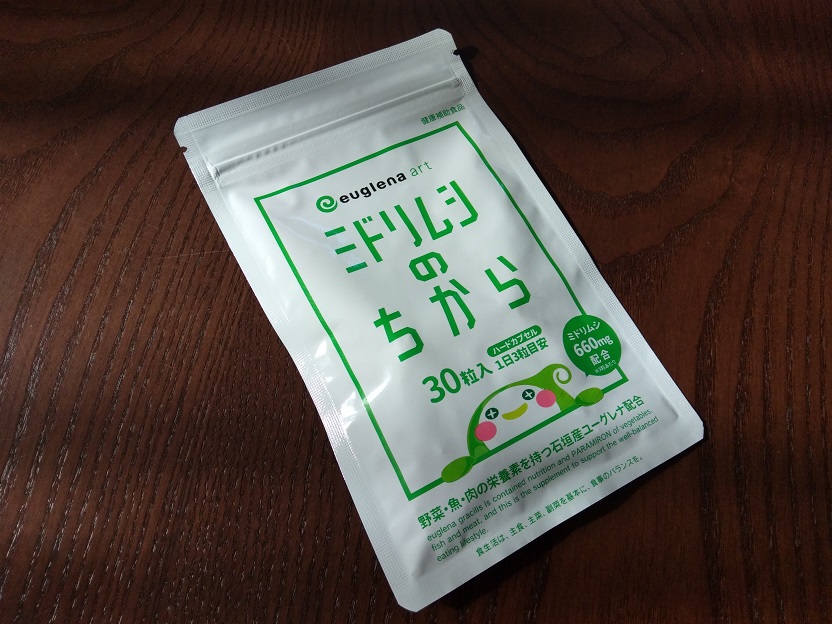 健康補助食品
euglena art
ミドリムシ
の
ちから
30粒入
ハードカプセル
1日3粒目安
ミドリムシ
660mg
配合
※3粒あたり
野菜・魚・肉の栄養素を持つ石垣産ユーグレナ配合
euglena gracilis is contained nutrition and PARAMIRON of vegetables,
fish and meat, and this is the supplement to support the well-balanced
eating lifestyle.
食生活は、主食、主菜、副菜を基本に、食事のバランスを。